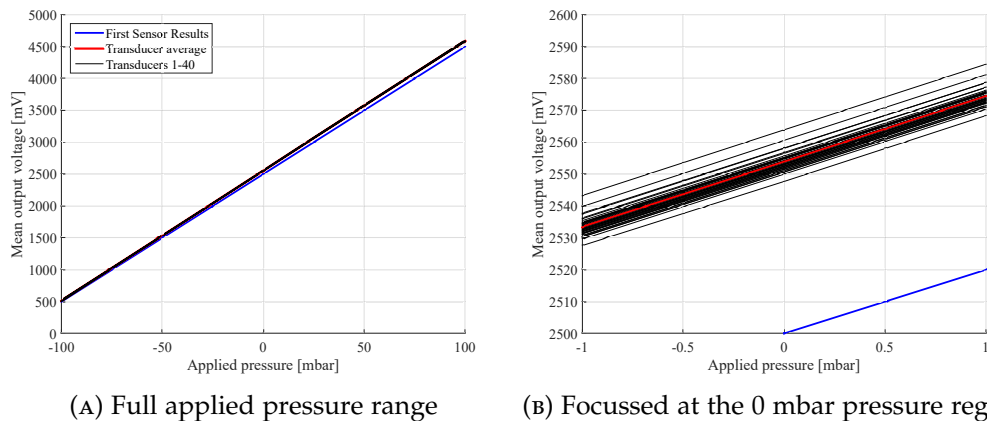 5000
4500
4000
3500
3000
2500
2000
1500
1000
500
0
First Sensor Results
Transducer average
Transducers 1-40
-100 -50 0 50 100
Mean output voltage [mV]
Applied pressure [mbar]
2600
2590
2580
2570
2560
2550
2540
2530
2520
2510
2500
-1 -0.5 0 0.5 1
Mean output voltage [mV]
Applied pressure [mbar]
(A) Full applied pressure range
(B) Focussed at the 0 mbar pressure reg